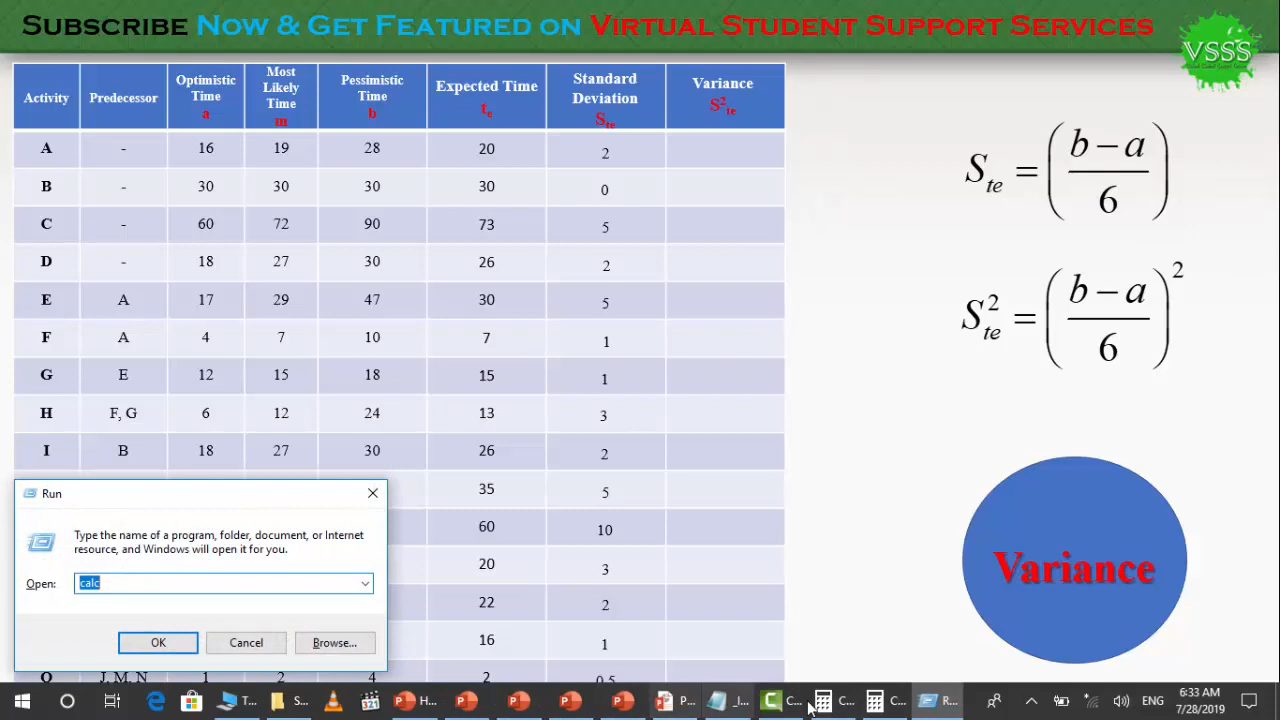 SUBSCRIBE NOW & GET FEATURED ON VIRTUAL STUDENT SUPPORT SERVICES
VSSS
Activity Predecessor Optimistic Time a Most Likely Time m Pessimistic Time b Expected Time te Standard Deviation Ste Variance S²te
A - 16 19 28 20 2
B - 30 30 30 30 0
C - 60 72 90 73 5
D - 18 27 30 26 2
E A 17 29 47 30 5
F A 4 7 10 7 1
G E 12 15 18 15 1
H F, G 6 12 24 13 3
I B 18 27 30 26 2
35 5
60 10
20 3
22 2
16 1
O J, M, N 1 2 4 2 0.5
Ste = (b − a / 6)
S²te = (b − a / 6)²
Variance
Run
Type the name of a program, folder, document, or Internet
resource, and Windows will open it for you.
Open: calc
OK Cancel Browse...
T... S... 321 H... P... _I... C... C... C... R... ENG 6:33 AM
7/28/2019